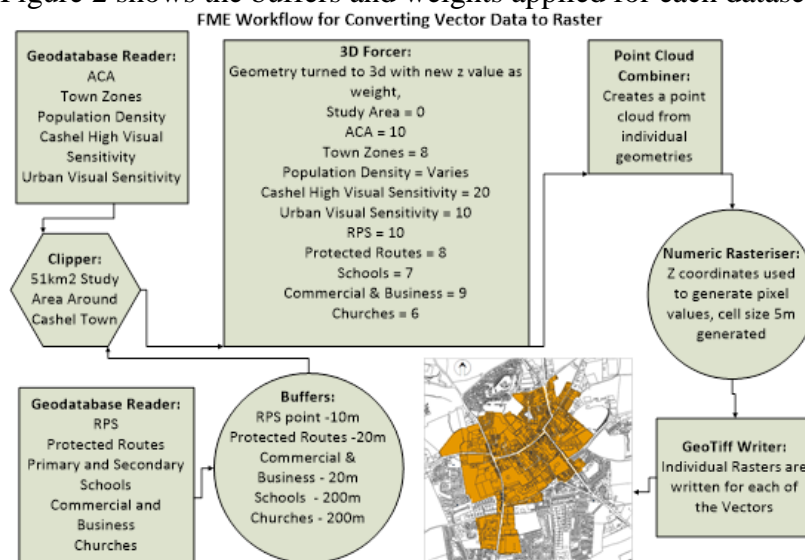 Figure 2 shows the buffers and weights applied for each datase
FME Workflow for Converting Vector Data to Raster
Geodatabase Reader:
ACA
Town Zones
Population Density
Cashel High Visual
Sensitivity
Urban Visual Sensitivity
3D Forcer:
Geometry turned to 3d with new z value as
weight,
Study Area = 0
ACA = 10
Town Zones = 8
Population Density = Varies
Cashel High Visual Sensitivity = 20
Urban Visual Sensitivity = 10
RPS = 10
Protected Routes = 8
Schools = 7
Commercial & Business = 9
Churches = 6
Point Cloud
Combiner:
Creates a point
cloud from
individual
geometries
Clipper:
51km2 Study
Area Around
Cashel Town
Numeric Rasteriser:
Z coordinates used
to generate pixel
values, cell size 5m
generated
Geodatabase Reader:
RPS
Protected Routes
Primary and Secondary
Schools
Commercial and
Business
Churches
Buffers:
RPS point -10m
Protected Routes -20m
Commercial &
Business - 20m
Schools - 200m
Churches - 200m
GeoTiff Writer:
Individual Rasters are
written for each of
the Vectors